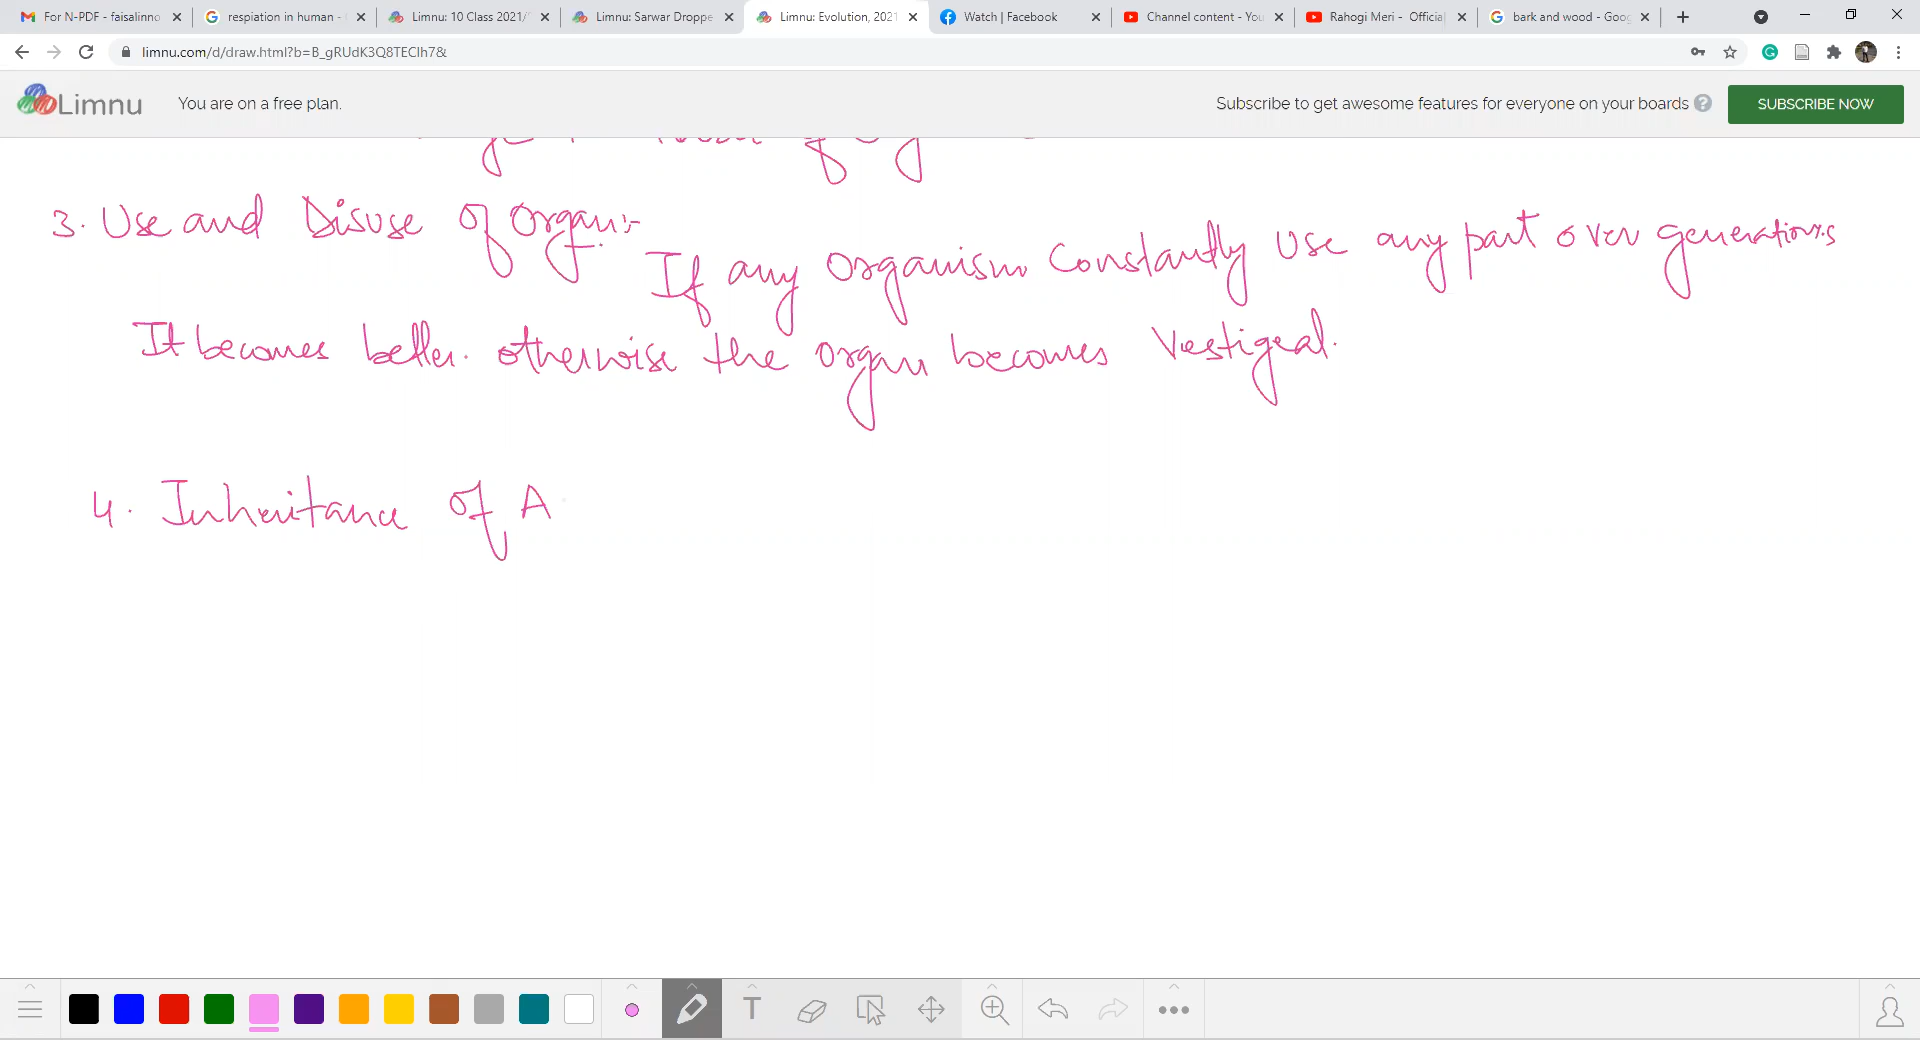 For N-PDF - faisalinno
respiation in human -
Limnu: 10 Class 2021/
Limnu: Sarwar Droppe
Limnu: Evolution, 2021
Watch | Facebook
Channel content - You
Rahogi Meri - Official
bark and wood - Goog
limnu.com/d/draw.html?b=B_gRUdK3Q8TEClh7&
Limnu You are on a free plan. Subscribe to get awesome features for everyone on your boards ? SUBSCRIBE NOW
3. Use and Disuse of Organ:-
If any Organism Constantly Use any part over generations
It becomes better. otherwise the organ becomes Vestigeal.
4. Inheritance of A
T